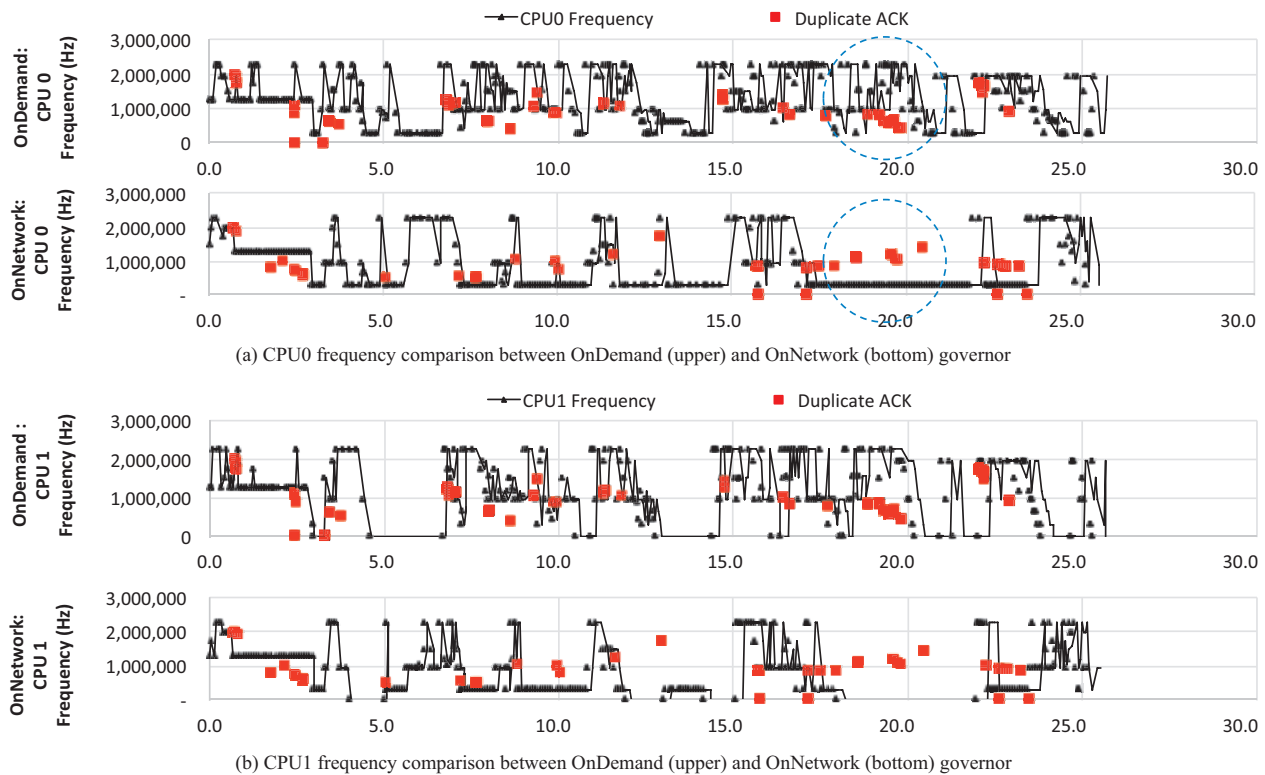 CPU0 Frequency Duplicate ACK
OnDemand:
CPU 0
Frequency (Hz)
3,000,000
2,000,000
1,000,000
0
0.0 5.0 10.0 15.0 20.0 25.0 30.0
OnNetwork:
CPU 0
Frequency (Hz)
3,000,000
2,000,000
1,000,000
-
0.0 5.0 10.0 15.0 20.0 25.0 30.0
(a) CPU0 frequency comparison between OnDemand (upper) and OnNetwork (bottom) governor
CPU1 Frequency Duplicate ACK
OnDemand :
CPU 1
Frequency (Hz)
3,000,000
2,000,000
1,000,000
0
0.0 5.0 10.0 15.0 20.0 25.0 30.0
OnNetwork:
CPU 1
Frequency (Hz)
3,000,000
2,000,000
1,000,000
-
0.0 5.0 10.0 15.0 20.0 25.0 30.0
(b) CPU1 frequency comparison between OnDemand (upper) and OnNetwork (bottom) governor